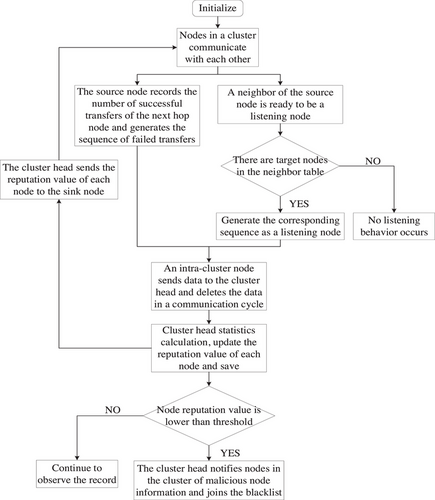 Initialize
Nodes in a cluster
communicate
with each other
The source node records the
number of successful
transfers of the next hop
node and generates the
sequence of failed transfers
A neighbor of the source
node is ready to be a
listening node
The cluster head sends the
reputation value of each
node to the sink node
There are target nodes
in the neighbor table
NO
YES
Generate the corresponding
sequence as a listening node
No listening
behavior occurs
An intra-cluster node
sends data to the cluster
head and deletes the data
in a communication cycle
Cluster head statistics
calculation, update the
reputation value of each
node and save
Node reputation value is
lower than threshold
NO
YES
Continue to
observe the record
The cluster head notifies nodes in
the cluster of malicious node
information and joins the blacklist